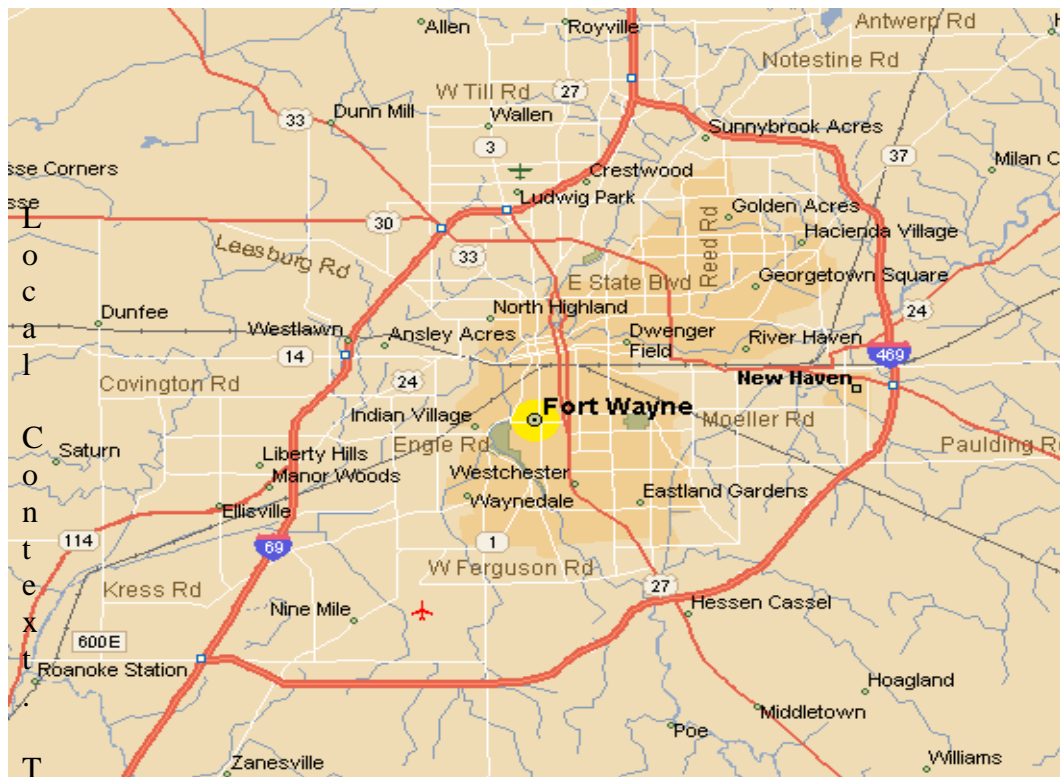 Antwerp Rd
Allen
Royville
Notestine Rd
W Till Rd
27
Dunn Mill
33
Wallen
Sunnybrook Acres
3
37
Milan C
sse Corners
Crestwood
Ludwig Park
sse
Golden Acres
30
Reed Rd
Hacienda Village
Leesburg Rd
33
E State Blvd
Georgetown Square
North Highland
24
Dunfee
Westlawn
Ansley Acres
Dwenger
Field
River Haven
14
469
24
New Haven
Covington Rd
Indian Village
Fort Wayne
Moeller Rd
Engle Rd
Paulding R
Saturn
Liberty Hills
Manor Woods
Westchester
Waynedale
Eastland Gardens
Ellisville
114
69
1
W Ferguson Rd
Kress Rd
27
Nine Mile
Hessen Cassel
600E
Roanoke Station
Hoagland
Middletown
Poe
Zanesville
Williams
Local Context. T